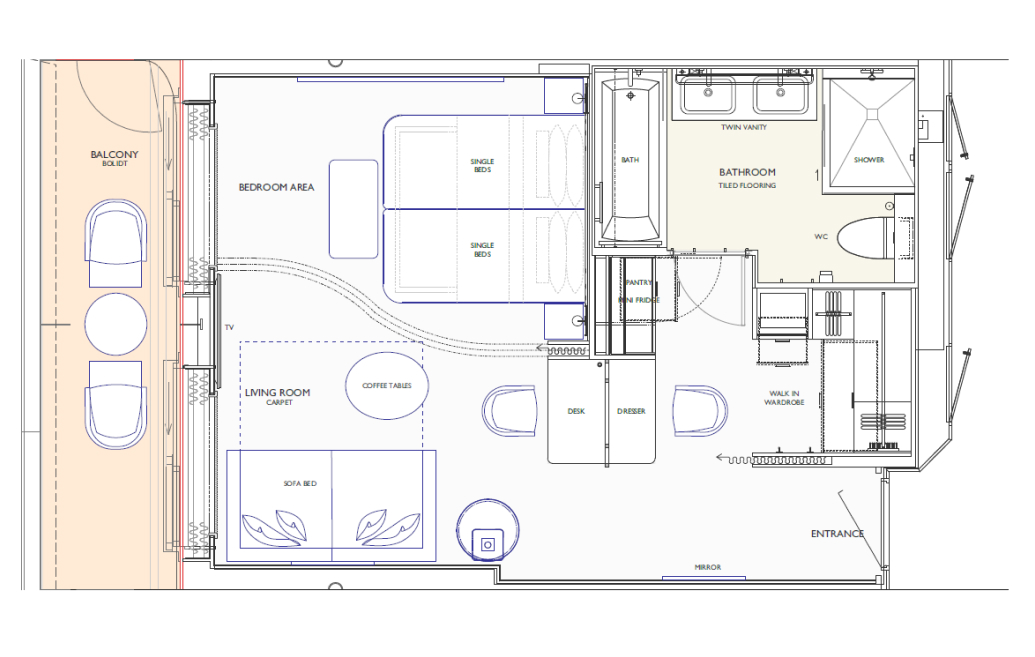 BALCONY
BOLIDT
BEDROOM AREA
SINGLE
BEDS
SINGLE
BEDS
BATH
TWIN VANITY
BATHROOM
TILED FLOORING
SHOWER
WC
PANTRY
MINI FRIDGE
TV
LIVING ROOM
CARPET
COFFEE TABLES
DESK
DRESSER
WALK IN
WARDROBE
SOFA BED
ENTRANCE
MIRROR